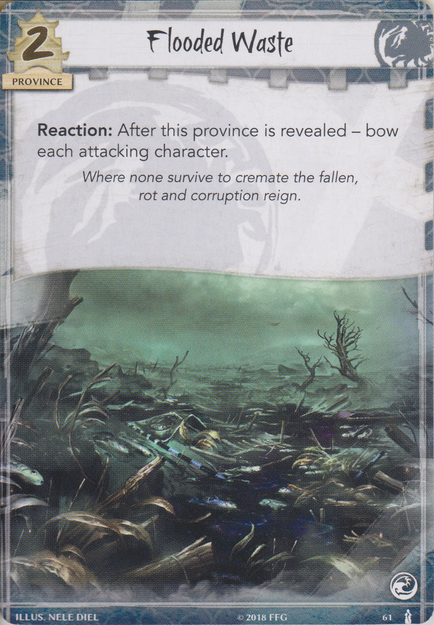 2
Flooded Waste
PROVINCE
Reaction: After this province is revealed – bow
each attacking character.
Where none survive to cremate the fallen,
rot and corruption reign.
ILLUS. NELE DIEL
© 2018 FFG
61